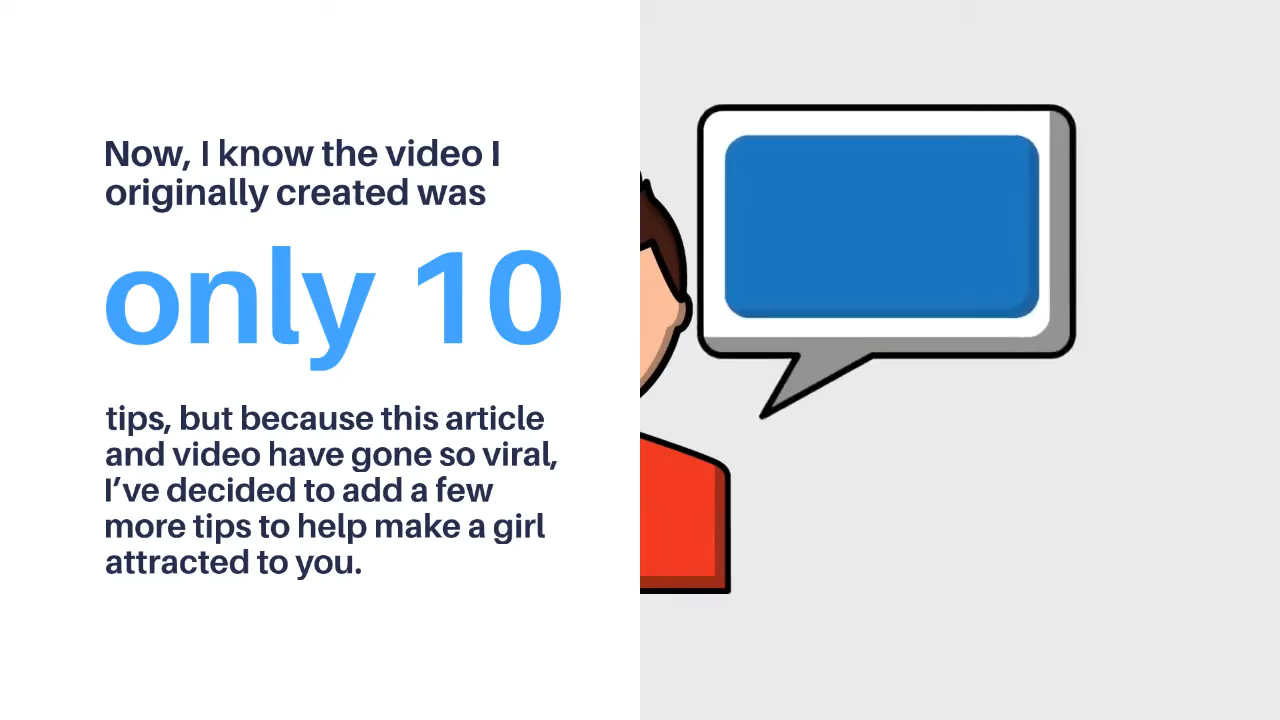 Now, I know the video I
originally created was
only 10
tips, but because this article
and video have gone so viral,
I’ve decided to add a few
more tips to help make a girl
attracted to you.